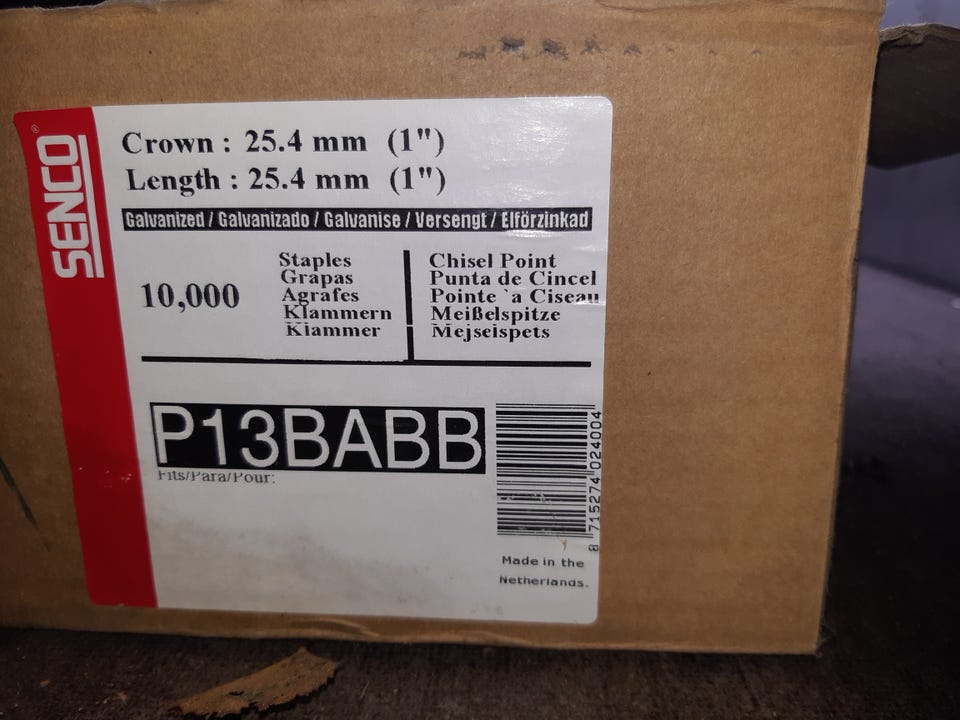 SENCO®
Crown : 25.4 mm (1")
Length : 25.4 mm (1")
Galvanized / Galvanizado / Galvanise / Versengt / Elförzinkad
10,000
Staples
Grapas
Agrafes
Klammern
Klammer
Chisel Point
Punta de Cincel
Pointe `a Ciseau
Meißelspitze
Mejselspets
P13BABB
Fits/Para/Pour:
8 715274 024004
Made in the
Netherlands.